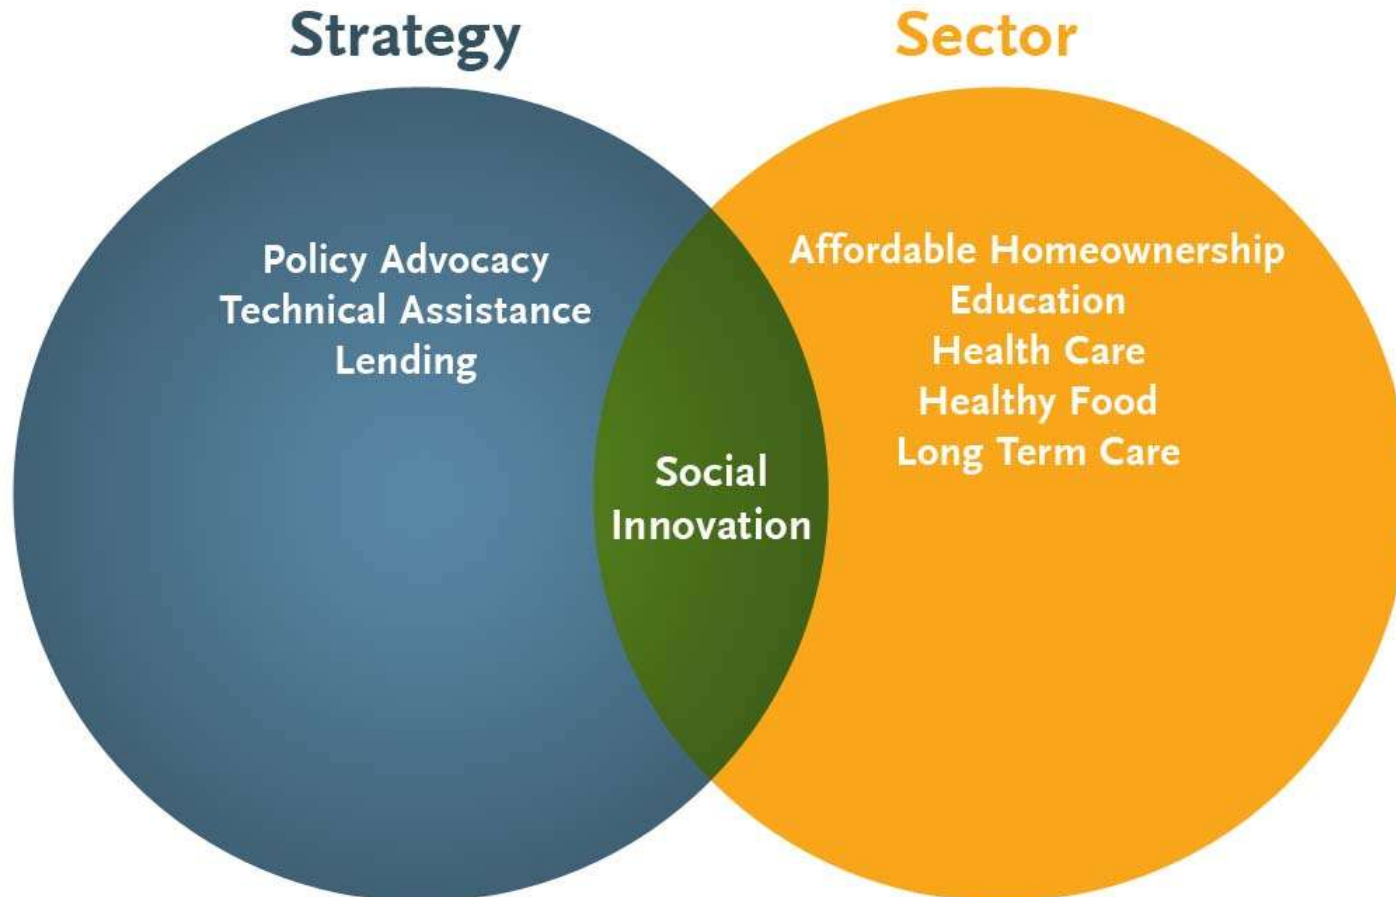 Strategy
Sector
Policy Advocacy
Technical Assistance
Lending
Affordable Homeownership
Education
Health Care
Healthy Food
Long Term Care
Social
Innovation